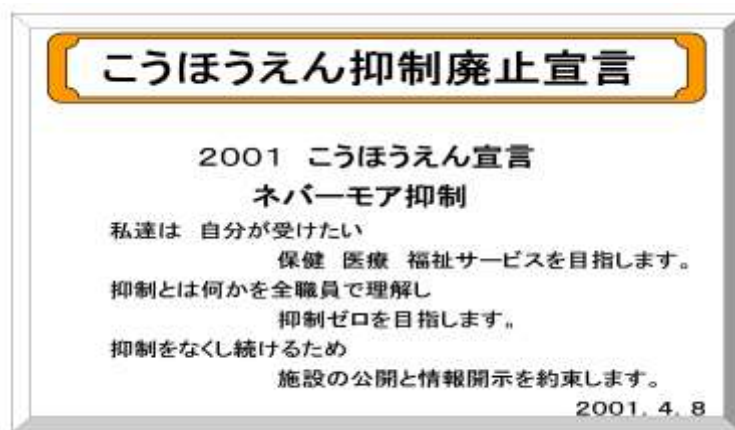 こうほうえん抑制廃止宣言
2001　こうほうえん宣言
ネバーモア抑制
私達は　自分が受けたい
保健　医療　福祉サービスを目指します。
抑制とは何かを全職員で理解し
抑制ゼロを目指します。
抑制をなくし続けるため
施設の公開と情報開示を約束します。
2001. 4. 8